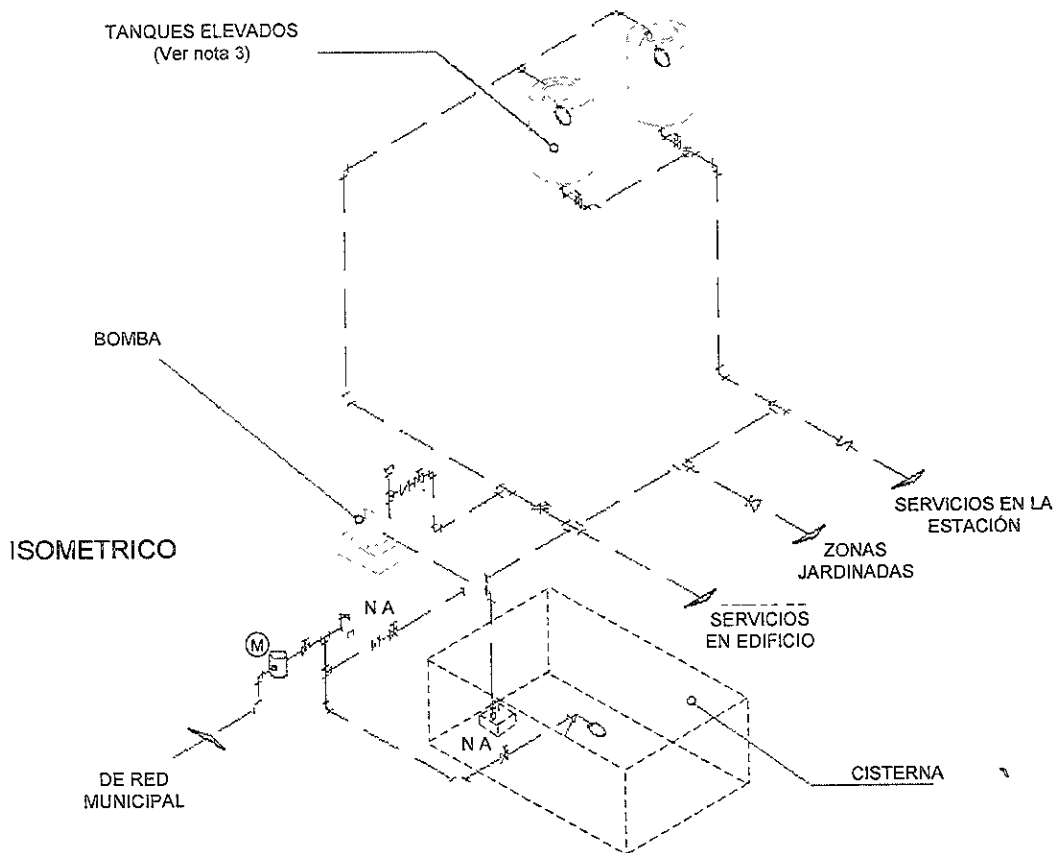 TANQUES ELEVADOS
(Ver nota 3)
BOMBA
SERVICIOS EN LA
ESTACIÓN
ISOMETRICO
ZONAS
JARDINADAS
N A
SERVICIOS
EN EDIFICIO
M
N A
DE RED
MUNICIPAL
CISTERNA